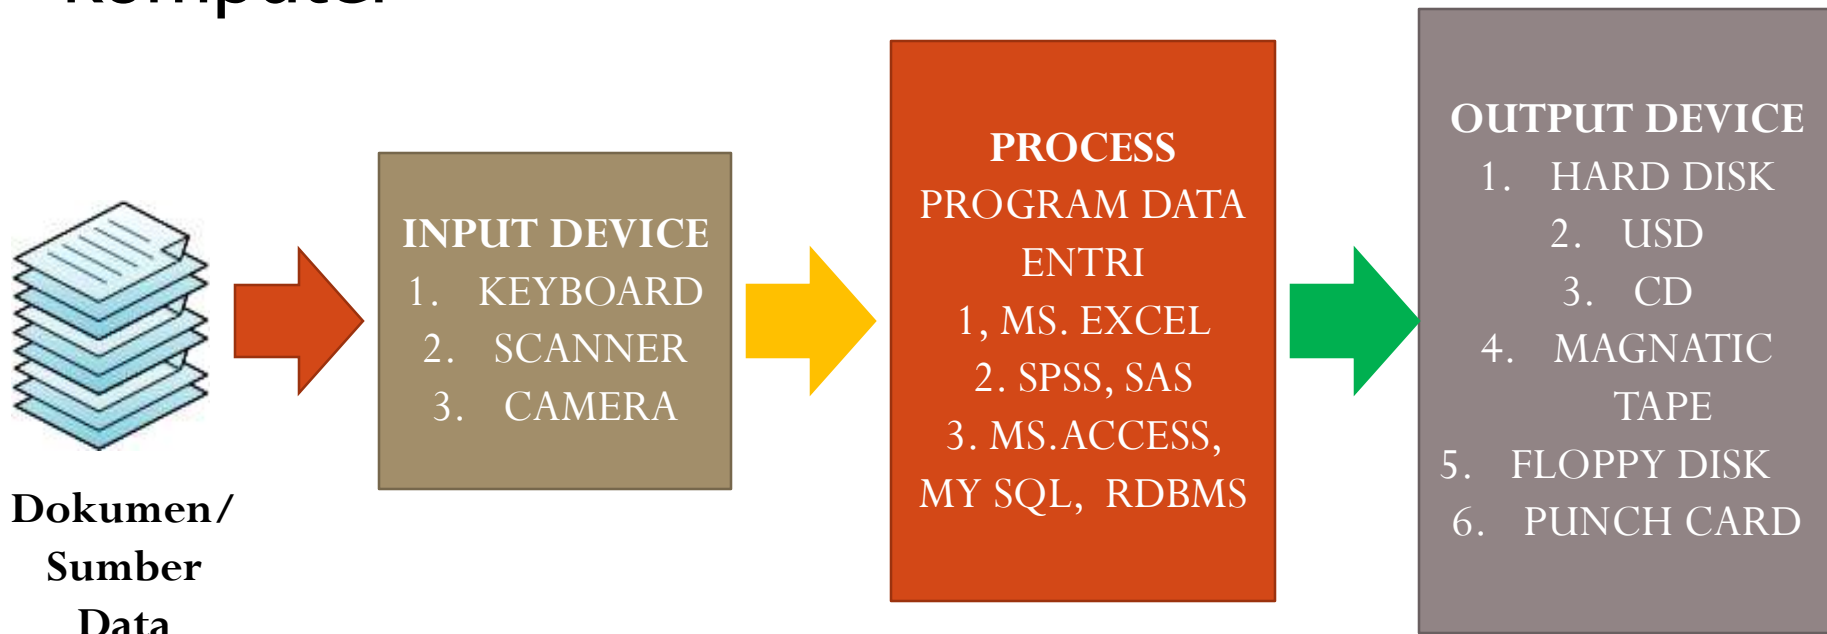 Komputer
Dokumen/
Sumber
Data
INPUT DEVICE
1. KEYBOARD
2. SCANNER
3. CAMERA
PROCESS
PROGRAM DATA
ENTRI
1, MS. EXCEL
2. SPSS, SAS
3. MS.ACCESS,
MY SQL, RDBMS
OUTPUT DEVICE
1. HARD DISK
2. USD
3. CD
4. MAGNATIC
TAPE
5. FLOPPY DISK
6. PUNCH CARD